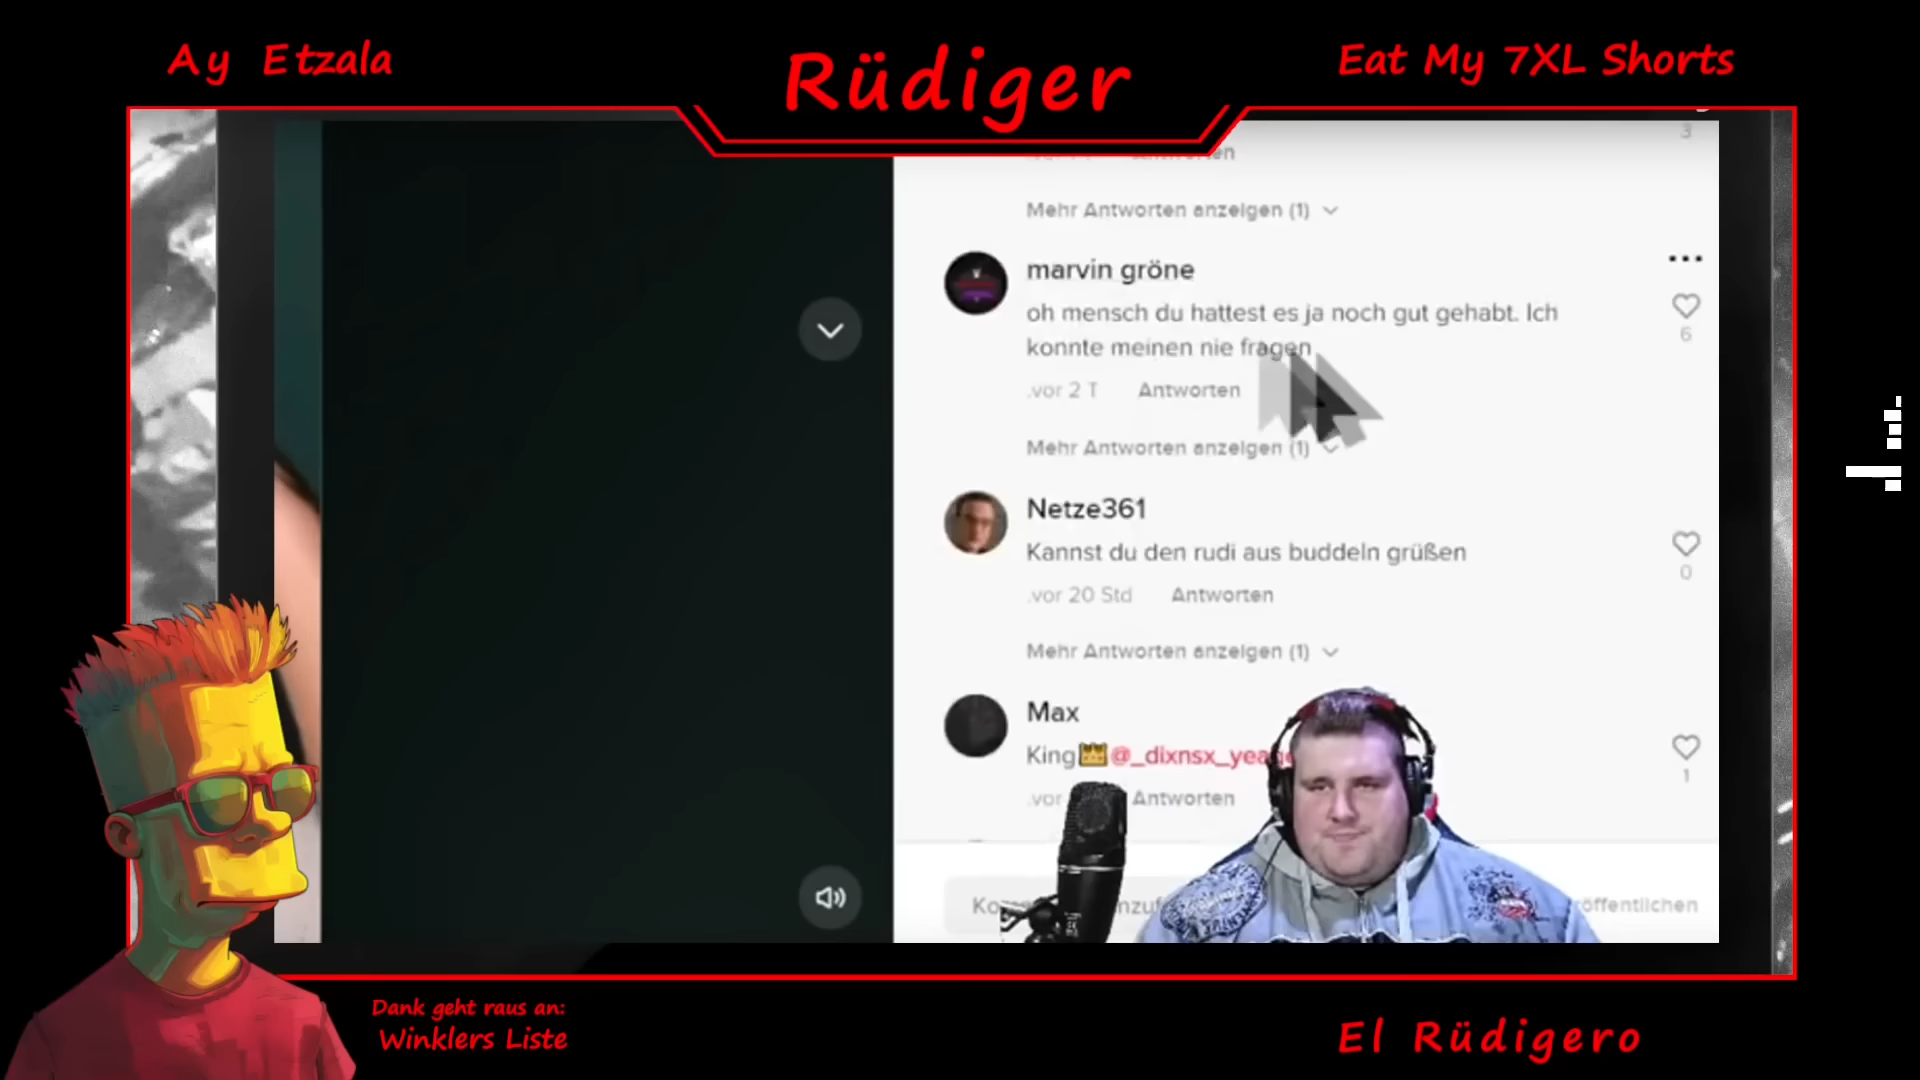 Ay Etzala
Rüdiger
Eat My 7XL Shorts
3
Mehr Antworten anzeigen (1)
marvin gröne
oh mensch du hattest es ja noch gut gehabt. Ich
konnte meinen nie fragen
6
.vor 2 T Antworten
Mehr Antworten anzeigen (1)
Netze361
Kannst du den rudi aus buddeln grüßen
0
.vor 20 Std Antworten
Mehr Antworten anzeigen (1)
Max
King👑@_dixnsx_yea
1
.vor Antworten
Dank geht raus an:
Winklers Liste
El Rüdigero